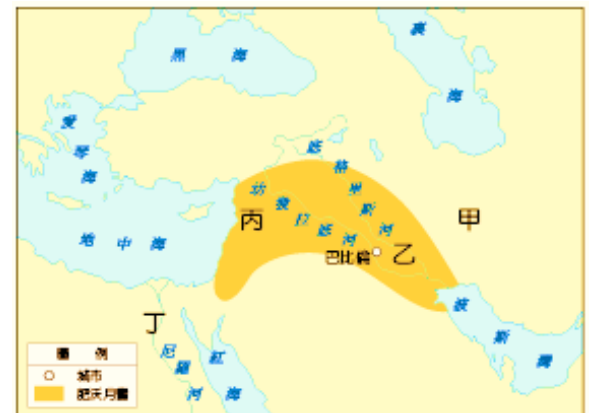 黑海
裏海
愛琴海
地中海
底格里斯河
幼發拉底河
甲
乙
丙
丁
巴比倫
波斯灣
尼羅河
紅海
圖例
城市
肥沃月彎